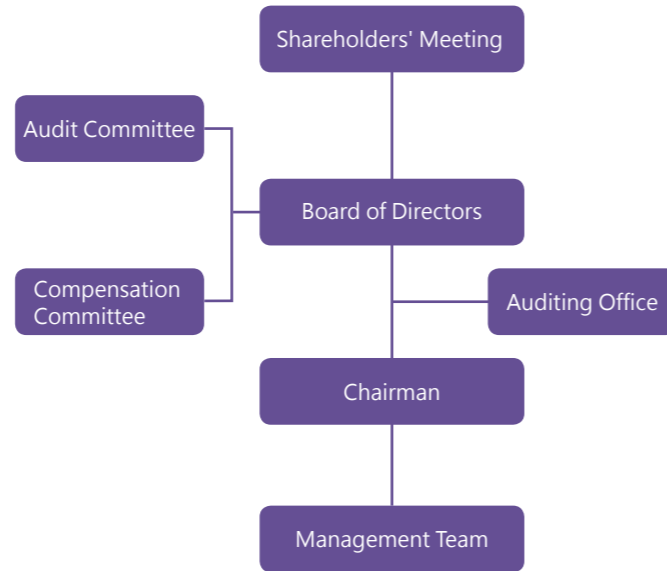 Shareholders' Meeting
Audit Committee
Board of Directors
Compensation
Committee
Auditing Office
Chairman
Management Team